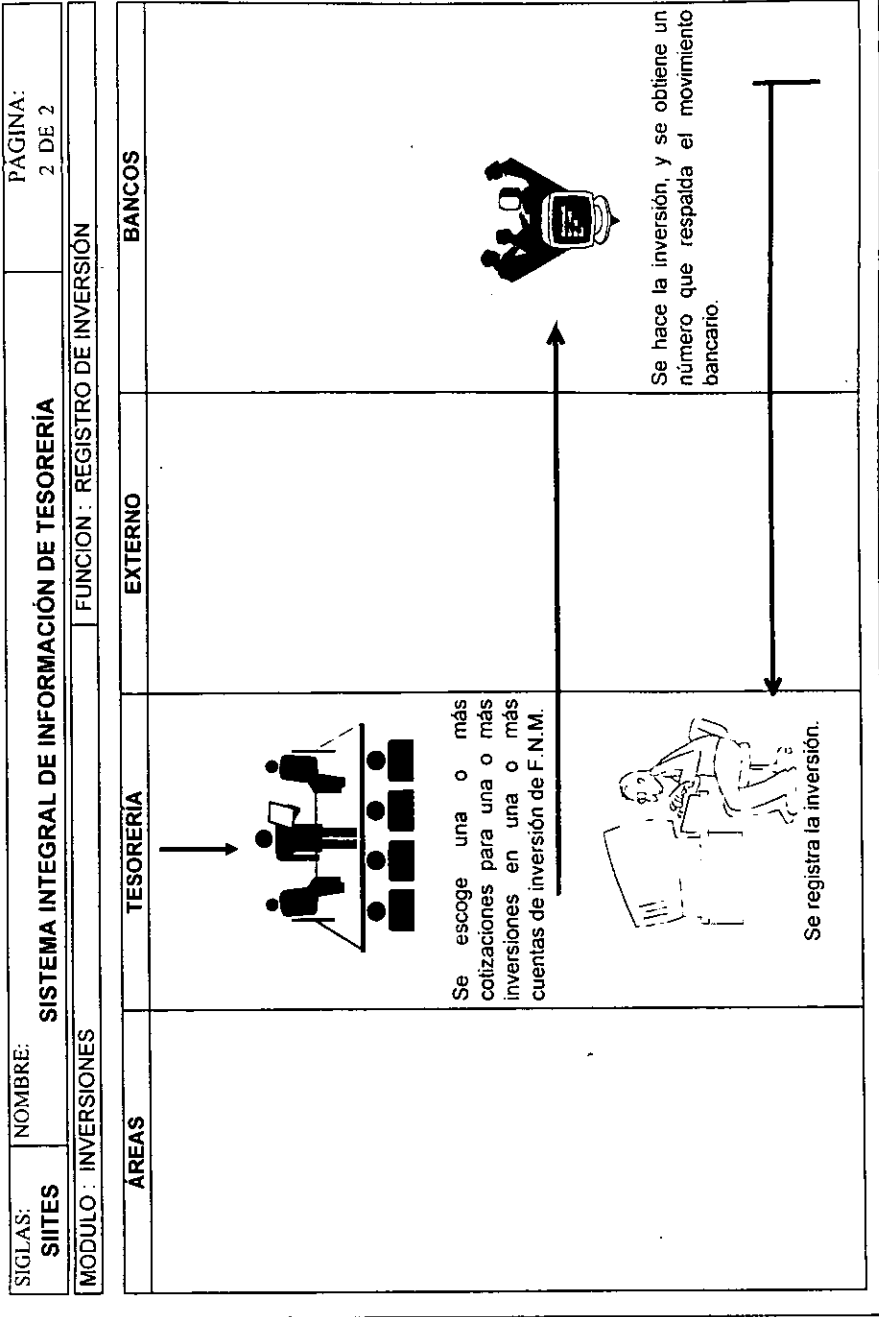 SIGLAS:
SIITES
NOMBRE:
SISTEMA INTEGRAL DE INFORMACIÓN DE TESORERÍA
PÁGINA:
2 DE 2
MODULO : INVERSIONES
FUNCION : REGISTRO DE INVERSIÓN
ÁREAS
TESORERÍA
EXTERNO
BANCOS
Se escoge una o más
cotizaciones para una o más
inversiones en una o más
cuentas de inversión de F.N.M.
Se hace la inversión, y se obtiene un
número que respalda el movimiento
bancario.
Se registra la inversión.